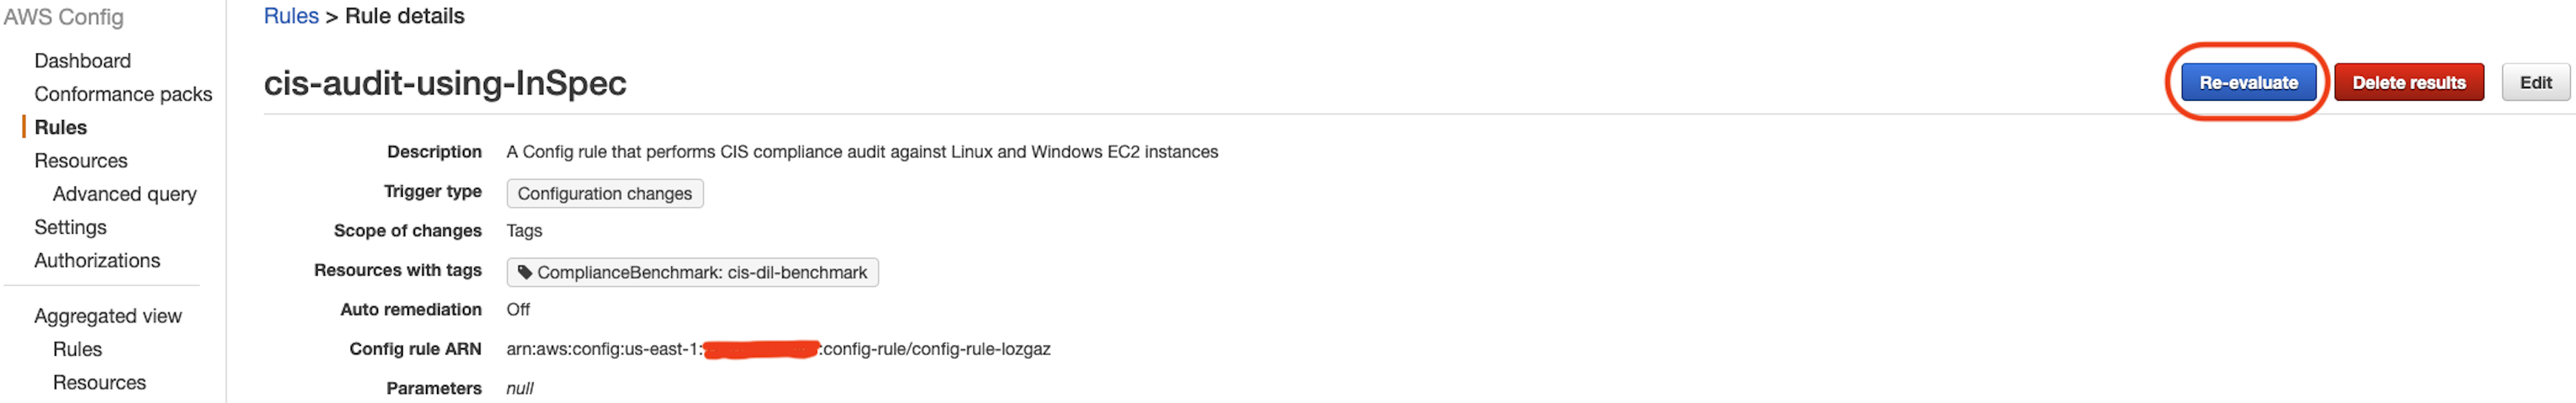 AWS Config
Dashboard
Conformance packs
Rules
Resources
Advanced query
Settings
Authorizations
Aggregated view
Rules
Resources
Rules > Rule details
cis-audit-using-InSpec
Re-evaluate
Delete results
Edit
Description A Config rule that performs CIS compliance audit against Linux and Windows EC2 instances
Trigger type Configuration changes
Scope of changes Tags
Resources with tags ComplianceBenchmark: cis-dil-benchmark
Auto remediation Off
Config rule ARN arn:aws:config:us-east-1: :config-rule/config-rule-lozgaz
Parameters null